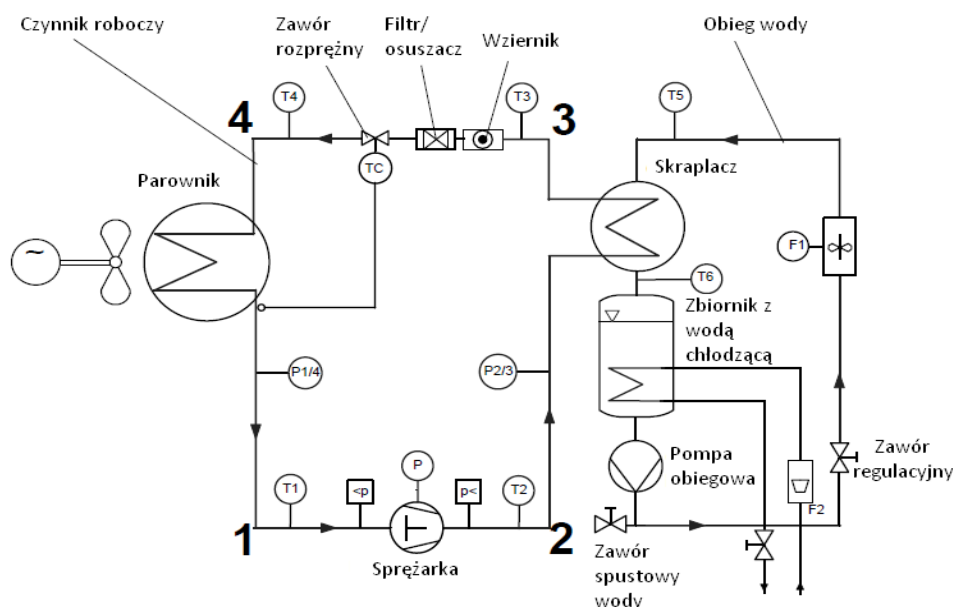 Czynnik roboczy
Zawór
rozprężny
Filtr/
osuszacz
Wziernik
Obieg wody
T4
T3
T5
4
3
TC
Parownik
Skraplacz
~
F1
T6
Zbiornik z
wodą
chłodzącą
P1/4
P2/3
Pompa
obiegowa
Zawór
regulacyjny
P
T1
<p
p<
T2
F2
1
2
Sprężarka
Zawór
spustowy
wody